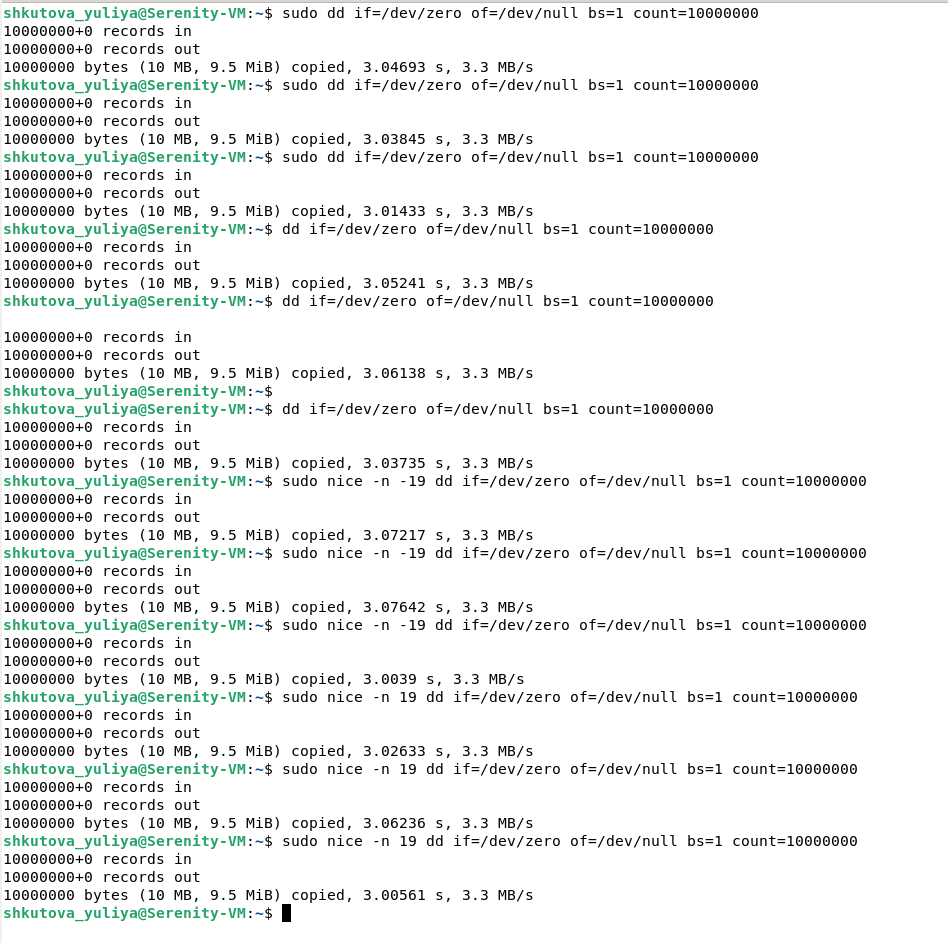 shkutova_yuliya@Serenity-VM:~$ sudo dd if=/dev/zero of=/dev/null bs=1 count=10000000
10000000+0 records in
10000000+0 records out
10000000 bytes (10 MB, 9.5 MiB) copied, 3.04693 s, 3.3 MB/s
shkutova_yuliya@Serenity-VM:~$ sudo dd if=/dev/zero of=/dev/null bs=1 count=10000000
10000000+0 records in
10000000+0 records out
10000000 bytes (10 MB, 9.5 MiB) copied, 3.03845 s, 3.3 MB/s
shkutova_yuliya@Serenity-VM:~$ sudo dd if=/dev/zero of=/dev/null bs=1 count=10000000
10000000+0 records in
10000000+0 records out
10000000 bytes (10 MB, 9.5 MiB) copied, 3.01433 s, 3.3 MB/s
shkutova_yuliya@Serenity-VM:~$ dd if=/dev/zero of=/dev/null bs=1 count=10000000
10000000+0 records in
10000000+0 records out
10000000 bytes (10 MB, 9.5 MiB) copied, 3.05241 s, 3.3 MB/s
shkutova_yuliya@Serenity-VM:~$ dd if=/dev/zero of=/dev/null bs=1 count=10000000
10000000+0 records in
10000000+0 records out
10000000 bytes (10 MB, 9.5 MiB) copied, 3.06138 s, 3.3 MB/s
shkutova_yuliya@Serenity-VM:~$
shkutova_yuliya@Serenity-VM:~$ dd if=/dev/zero of=/dev/null bs=1 count=10000000
10000000+0 records in
10000000+0 records out
10000000 bytes (10 MB, 9.5 MiB) copied, 3.03735 s, 3.3 MB/s
shkutova_yuliya@Serenity-VM:~$ sudo nice -n -19 dd if=/dev/zero of=/dev/null bs=1 count=10000000
10000000+0 records in
10000000+0 records out
10000000 bytes (10 MB, 9.5 MiB) copied, 3.07217 s, 3.3 MB/s
shkutova_yuliya@Serenity-VM:~$ sudo nice -n -19 dd if=/dev/zero of=/dev/null bs=1 count=10000000
10000000+0 records in
10000000+0 records out
10000000 bytes (10 MB, 9.5 MiB) copied, 3.07642 s, 3.3 MB/s
shkutova_yuliya@Serenity-VM:~$ sudo nice -n -19 dd if=/dev/zero of=/dev/null bs=1 count=10000000
10000000+0 records in
10000000+0 records out
10000000 bytes (10 MB, 9.5 MiB) copied, 3.0039 s, 3.3 MB/s
shkutova_yuliya@Serenity-VM:~$ sudo nice -n 19 dd if=/dev/zero of=/dev/null bs=1 count=10000000
10000000+0 records in
10000000+0 records out
10000000 bytes (10 MB, 9.5 MiB) copied, 3.02633 s, 3.3 MB/s
shkutova_yuliya@Serenity-VM:~$ sudo nice -n 19 dd if=/dev/zero of=/dev/null bs=1 count=10000000
10000000+0 records in
10000000+0 records out
10000000 bytes (10 MB, 9.5 MiB) copied, 3.06236 s, 3.3 MB/s
shkutova_yuliya@Serenity-VM:~$ sudo nice -n 19 dd if=/dev/zero of=/dev/null bs=1 count=10000000
10000000+0 records in
10000000+0 records out
10000000 bytes (10 MB, 9.5 MiB) copied, 3.00561 s, 3.3 MB/s
shkutova_yuliya@Serenity-VM:~$